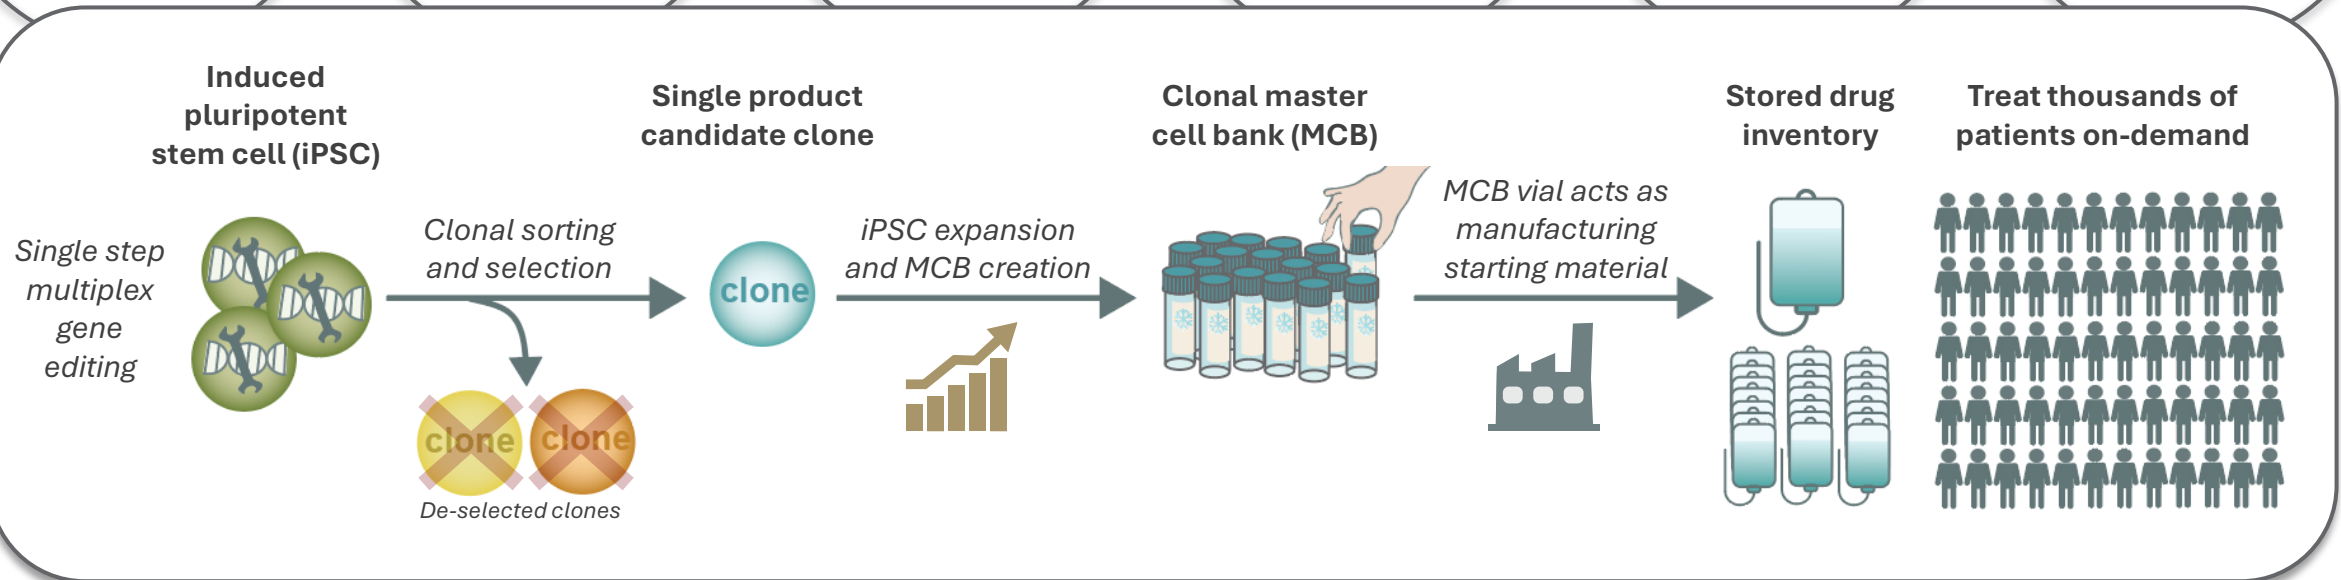 Induced
pluripotent
stem cell (iPSC)
Single product
candidate clone
Clonal master
cell bank (MCB)
Stored drug
inventory
Treat thousands of
patients on-demand
Single step
multiplex
gene
editing
Clonal sorting
and selection
clone
iPSC expansion
and MCB creation
MCB vial acts as
manufacturing
starting material
clone
clone
De-selected clones